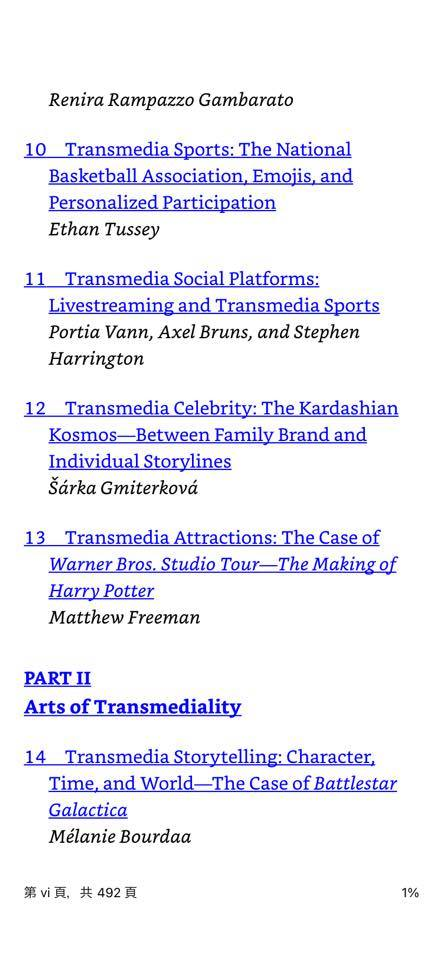 Renira Rampazzo Gambarato
10 Transmedia Sports: The National
Basketball Association, Emojis, and
Personalized Participation
Ethan Tussey
11 Transmedia Social Platforms:
Livestreaming and Transmedia Sports
Portia Vann, Axel Bruns, and Stephen
Harrington
12 Transmedia Celebrity: The Kardashian
Kosmos—Between Family Brand and
Individual Storylines
Šárka Gmiterková
13 Transmedia Attractions: The Case of
Warner Bros. Studio Tour—The Making of
Harry Potter
Matthew Freeman
PART II
Arts of Transmediality
14 Transmedia Storytelling: Character,
Time, and World—The Case of Battlestar
Galactica
Mélanie Bourdaa
第 vi 頁，共 492 頁 1%